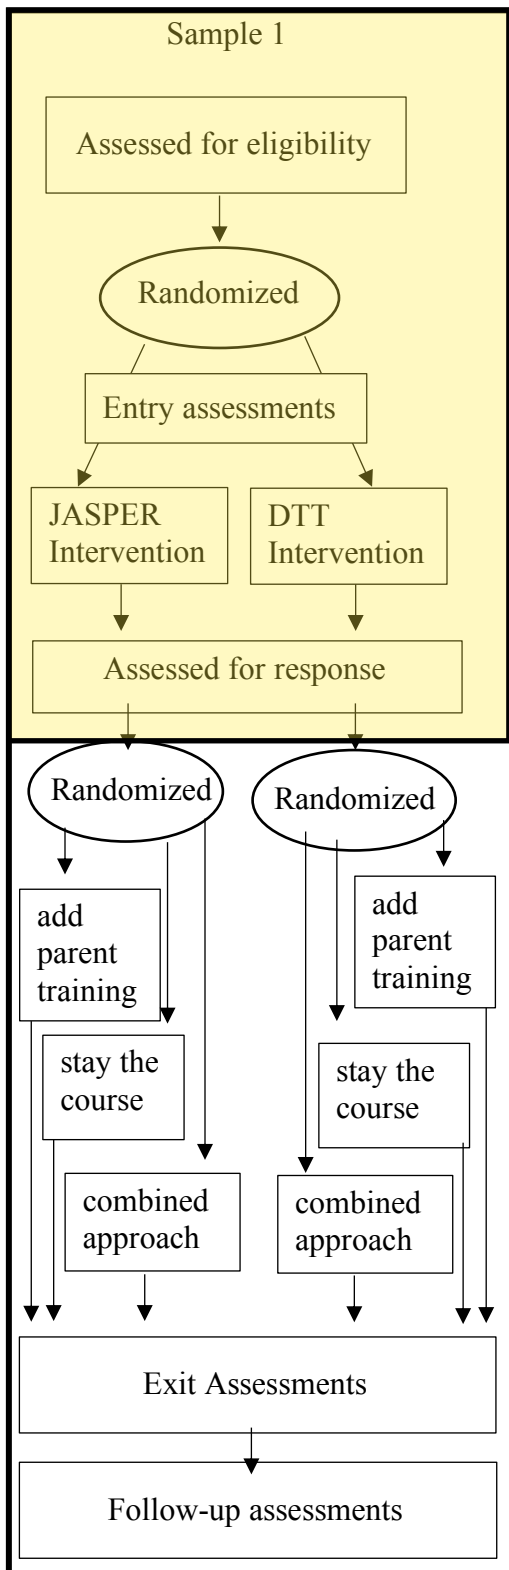 Sample 1
Assessed for eligibility
Randomized
Entry assessments
JASPER
Intervention
DTT
Intervention
Assessed for response
Randomized
Randomized
add
parent
training
add
parent
training
stay the
course
stay the
course
combined
approach
combined
approach
Exit Assessments
Follow-up assessments